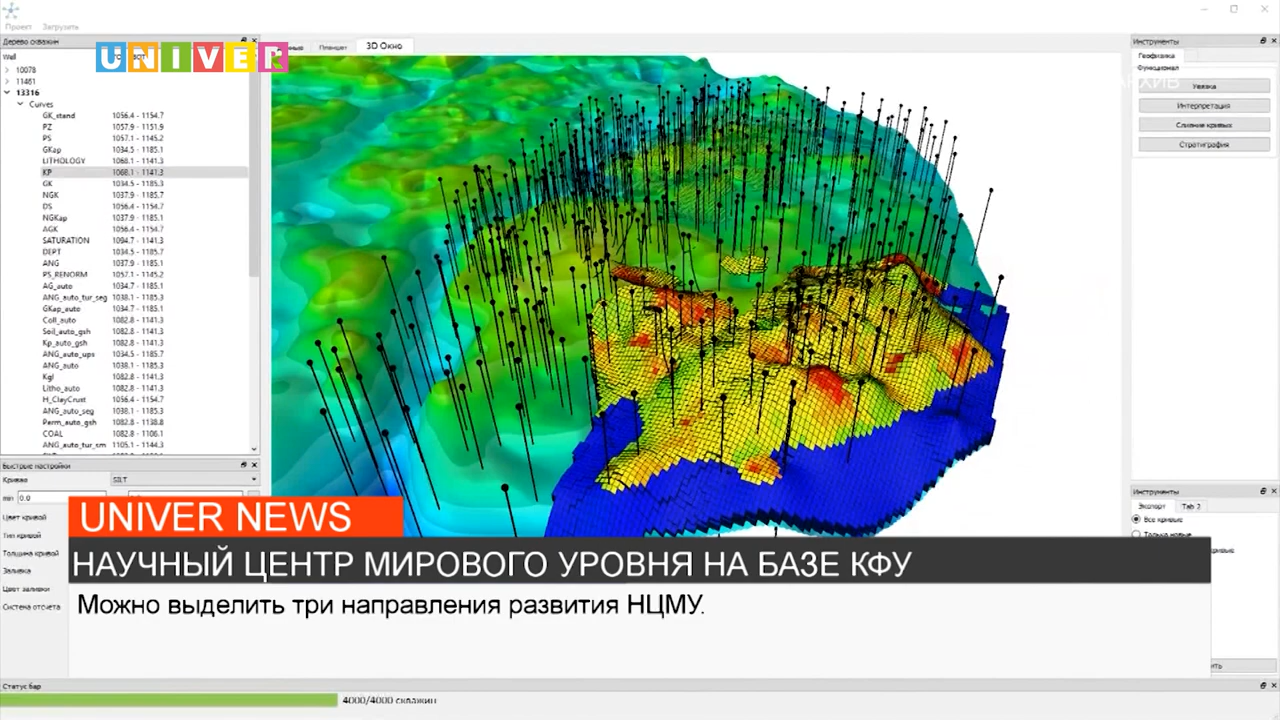 Проект Загрузить
Дерево скважин
UNIVER
Планшет
3D Окно
Well
10078
11461
13316
Curves
GK_stand 1056.4 - 1154.7
PZ 1057.9 - 1151.9
PS 1057.1 - 1145.2
GKap 1034.5 - 1185.1
LITHOLOGY 1068.1 - 1141.3
KP 1068.1 - 1141.3
GK 1034.5 - 1185.3
NGK 1037.9 - 1185.7
DS 1056.4 - 1154.7
NGKap 1037.9 - 1185.1
AGK 1056.4 - 1154.7
SATURATION 1094.7 - 1141.3
DEPT 1034.5 - 1185.7
ANG 1037.9 - 1185.1
PS_RENORM 1057.1 - 1145.2
AG_auto 1034.7 - 1185.1
ANG_auto_tur_seg 1038.1 - 1185.3
GKap_auto 1034.7 - 1185.1
Coll_auto 1082.8 - 1141.3
Soil_auto_gsh 1082.8 - 1141.3
Kp_auto_gsh 1082.8 - 1141.3
ANG_auto_ups 1034.5 - 1185.7
ANG_auto 1038.1 - 1185.3
Kgl 1082.8 - 1141.3
Litho_auto 1082.8 - 1141.3
H_ClayCrust 1056.4 - 1154.7
ANG_auto_seg 1038.1 - 1185.3
Perm_auto_gsh 1082.8 - 1138.8
COAL 1082.8 - 1106.1
ANG_auto_tur_sm 1105.1 - 1144.3
Быстрые настройки
Кривая SILT
min 0.0
Цвет кривой
Тип кривой
Толщина кривой
Заливка
Цвет заливки
Система отсчета
Инструменты
Геофизика
Функционал
АРХИВ
Увязка
Интерпретация
Слияние кривых
Стратиграфия
Инструменты
Экспорт Tab 2
Все кривые
Только новые
UNIVER NEWS
НАУЧНЫЙ ЦЕНТР МИРОВОГО УРОВНЯ НА БАЗЕ КФУ
Можно выделить три направления развития НЦМУ.
Статус бар
4000/4000 скважин